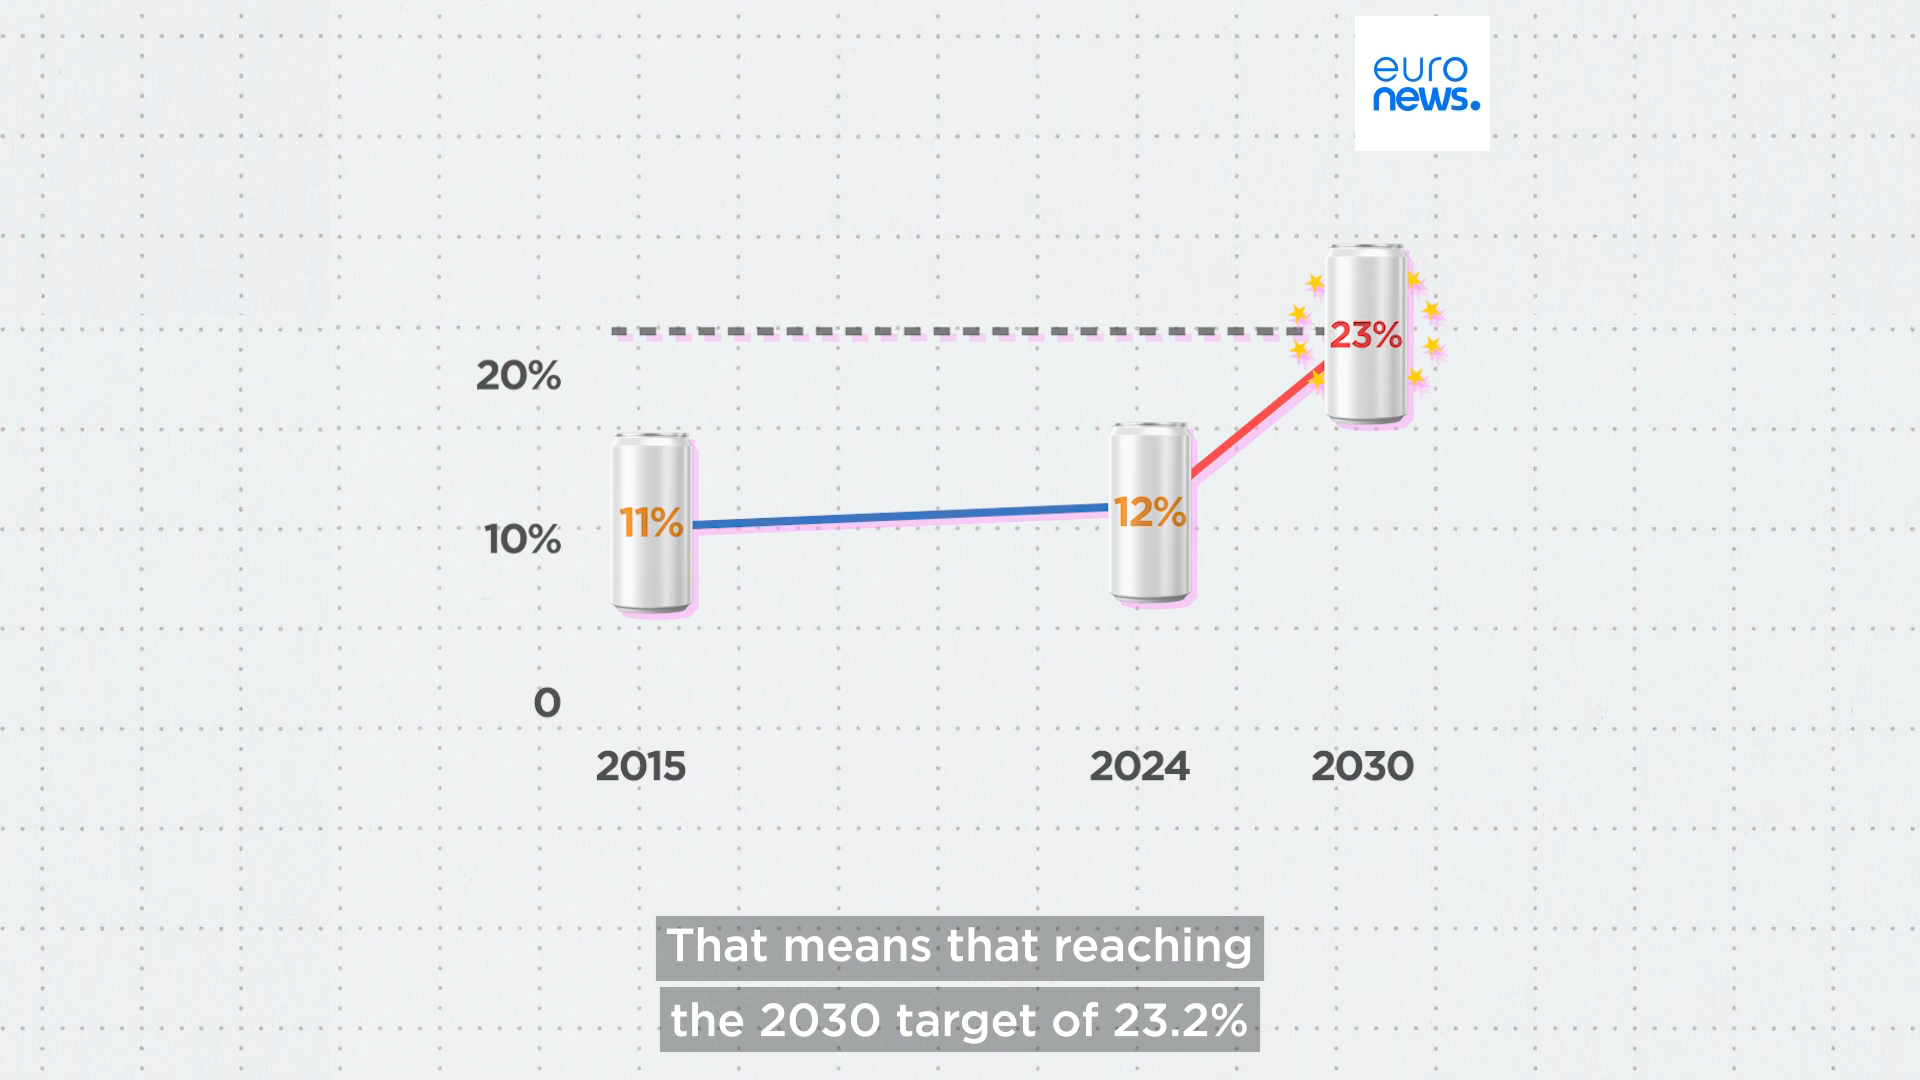 euro
news.
23%
20%
11%
12%
10%
0
2015
2024
2030
That means that reaching
the 2030 target of 23.2%